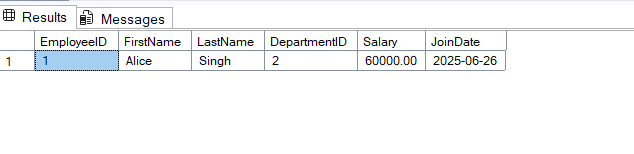 Results Messages
EmployeeID FirstName LastName DepartmentID Salary JoinDate
1 1 Alice Singh 2 60000.00 2025-06-26